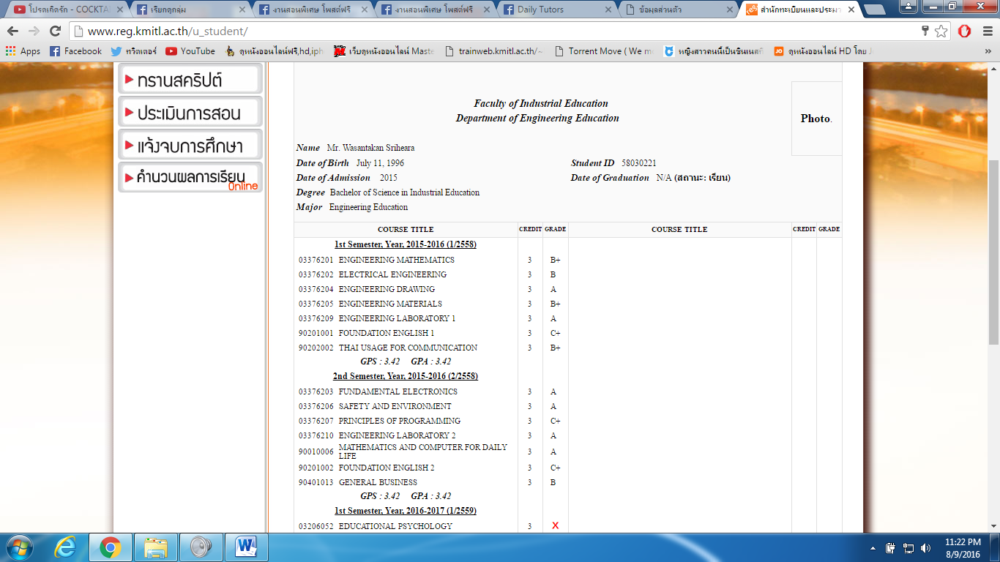 โปรดเกิดรัก - COCKTA
เรียกดูกลุ่ม
งานสอนพิเศษ โพสต์ฟรี
งานสอนพิเศษ โพสต์ฟรี
Daily Tutors
ข้อมูลส่วนตัว
สำนักทะเบียนและประมว
www.reg.kmitl.ac.th/u_student/
Apps
Facebook
ทวิตเตอร์
YouTube
ดูหนังออนไลน์ฟรี,hd,iph
เว็บดูหนังออนไลน์ Maste
trainweb.kmitl.ac.th/~
Torrent Move ( We m
หญิงสาวคนนี้เป็นชินเนสกี
ดูหนังออนไลน์ HD โดย J
»
ทรานสคริปต์
ประเมินการสอน
แจ้งจบการศึกษา
คำนวนผลการเรียน
Online
Faculty of Industrial Education
Department of Engineering Education
Photo.
Name Mr. Wasantakan Sriheara
Date of Birth July 11, 1996 Student ID 58030221
Date of Admission 2015 Date of Graduation N/A (สถานะ: เรียน)
Degree Bachelor of Science in Industrial Education
Major Engineering Education
COURSE TITLE CREDIT GRADE COURSE TITLE CREDIT GRADE
1st Semester, Year, 2015-2016 (1/2558)
03376201 ENGINEERING MATHEMATICS 3 B+
03376202 ELECTRICAL ENGINEERING 3 B
03376204 ENGINEERING DRAWING 3 A
03376205 ENGINEERING MATERIALS 3 B+
03376209 ENGINEERING LABORATORY 1 3 A
90201001 FOUNDATION ENGLISH 1 3 C+
90202002 THAI USAGE FOR COMMUNICATION 3 B+
GPS : 3.42 GPA : 3.42
2nd Semester, Year, 2015-2016 (2/2558)
03376203 FUNDAMENTAL ELECTRONICS 3 A
03376206 SAFETY AND ENVIRONMENT 3 A
03376207 PRINCIPLES OF PROGRAMMING 3 C+
03376210 ENGINEERING LABORATORY 2 3 A
90010006 MATHEMATICS AND COMPUTER FOR DAILY
LIFE 3 A
90201002 FOUNDATION ENGLISH 2 3 C+
90401013 GENERAL BUSINESS 3 B
GPS : 3.42 GPA : 3.42
1st Semester, Year, 2016-2017 (1/2559)
03206052 EDUCATIONAL PSYCHOLOGY 3 X
11:22 PM
8/9/2016